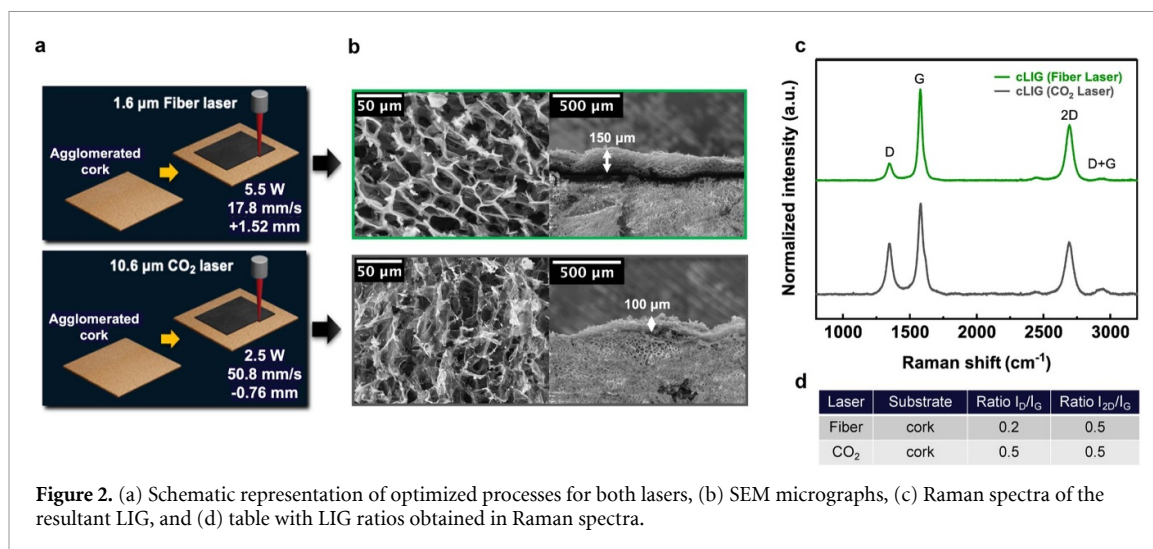 a
1.6 µm Fiber laser
Agglomerated
cork
5.5 W
17.8 mm/s
+1.52 mm
10.6 µm CO₂ laser
Agglomerated
cork
2.5 W
50.8 mm/s
-0.76 mm
b
50 µm
500 µm
150 µm
50 µm
500 µm
100 µm
c
Normalized intensity (a.u.)
cLIG (Fiber Laser)
cLIG (CO₂ Laser)
G
2D
D
D+G
1000 1500 2000 2500 3000
Raman shift (cm⁻¹)
d
Laser Substrate Ratio I_D/I_G Ratio I_2D/I_G
Fiber cork 0.2 0.5
CO₂ cork 0.5 0.5
Figure 2. (a) Schematic representation of optimized processes for both lasers, (b) SEM micrographs, (c) Raman spectra of the
resultant LIG, and (d) table with LIG ratios obtained in Raman spectra.